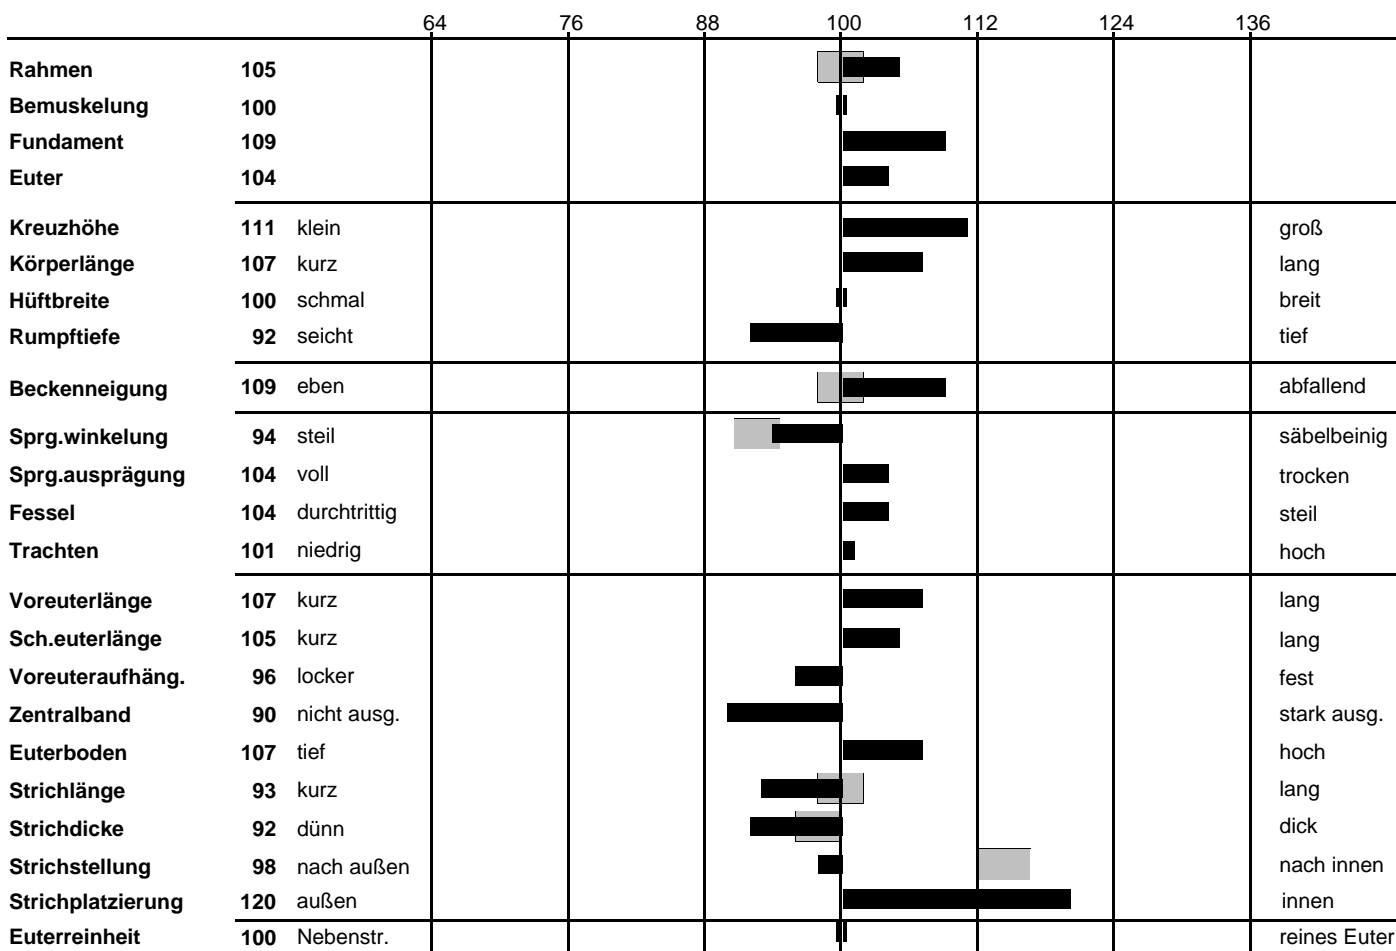 64 76 88 100 112 124 136
Rahmen 105
Bemuskelung 100
Fundament 109
Euter 104
Kreuzhöhe 111 klein groß
Körperlänge 107 kurz lang
Hüftbreite 100 schmal breit
Rumpftiefe 92 seicht tief
Beckenneigung 109 eben abfallend
Sprg.winkelung 94 steil säbelbeinig
Sprg.ausprägung 104 voll trocken
Fessel 104 durchtrittig steil
Trachten 101 niedrig hoch
Voreuterlänge 107 kurz lang
Sch.euterlänge 105 kurz lang
Voreuteraufhäng. 96 locker fest
Zentralband 90 nicht ausg. stark ausg.
Euterboden 107 tief hoch
Strichlänge 93 kurz lang
Strichdicke 92 dünn dick
Strichstellung 98 nach außen nach innen
Strichplatzierung 120 außen innen
Euterreinheit 100 Nebenstr. reines Euter